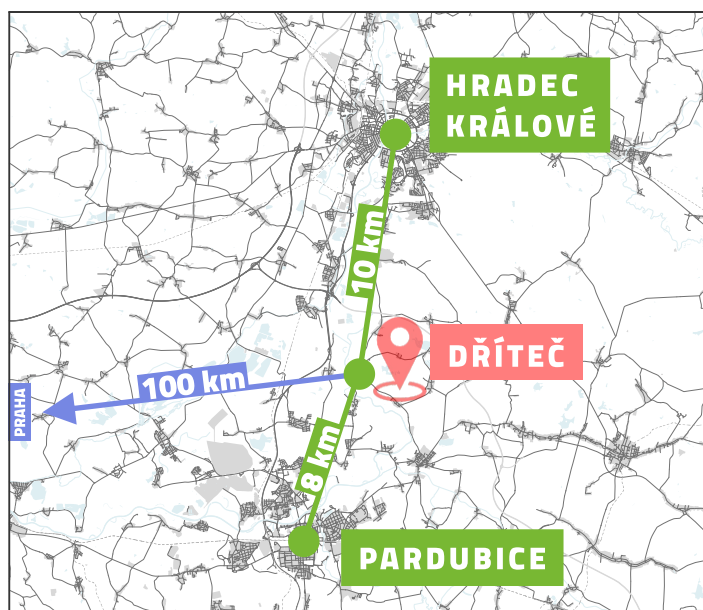 HRADEC
KRÁLOVÉ
10 km
DŘÍTEČ
100 km
PRAHA
8 km
PARDUBICE